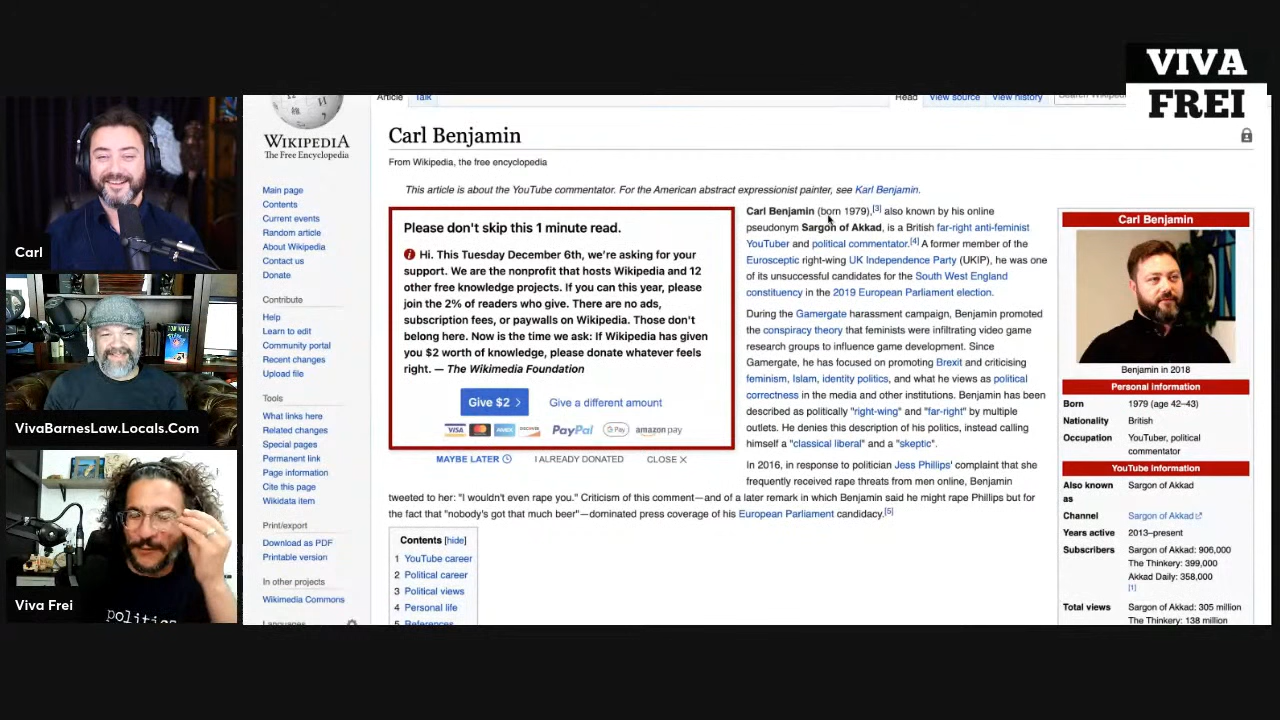 VIVA
FREI
Carl
VivaBarnesLaw.Locals.Com
politics
Viva Frei
WIKIPEDIA
The Free Encyclopedia
Main page
Contents
Current events
Random article
About Wikipedia
Contact us
Donate
Contribute
Help
Learn to edit
Community portal
Recent changes
Upload file
Tools
What links here
Related changes
Special pages
Permanent link
Page information
Cite this page
Wikidata item
Print/export
Download as PDF
Printable version
In other projects
Wikimedia Commons
Languages
Article Talk
Read View source View history
Carl Benjamin
From Wikipedia, the free encyclopedia
This article is about the YouTube commentator. For the American abstract expressionist painter, see Karl Benjamin.
Please don't skip this 1 minute read.
Hi. This Tuesday December 6th, we're asking for your
support. We are the nonprofit that hosts Wikipedia and 12
other free knowledge projects. If you can this year, please
join the 2% of readers who give. There are no ads,
subscription fees, or paywalls on Wikipedia. Those don't
belong here. Now is the time we ask: If Wikipedia has given
you $2 worth of knowledge, please donate whatever feels
right. — The Wikimedia Foundation
Give $2
Give a different amount
VISA AMEX DISCOVER PayPal G Pay amazon pay
MAYBE LATER I ALREADY DONATED CLOSE X
Carl Benjamin (born 1979),[3] also known by his online
pseudonym Sargon of Akkad, is a British far-right anti-feminist
YouTuber and political commentator.[4] A former member of the
Eurosceptic right-wing UK Independence Party (UKIP), he was one
of its unsuccessful candidates for the South West England
constituency in the 2019 European Parliament election.
During the Gamergate harassment campaign, Benjamin promoted
the conspiracy theory that feminists were infiltrating video game
research groups to influence game development. Since
Gamergate, he has focused on promoting Brexit and criticising
feminism, Islam, identity politics, and what he views as political
correctness in the media and other institutions. Benjamin has been
described as politically "right-wing" and "far-right" by multiple
outlets. He denies this description of his politics, instead calling
himself a "classical liberal" and a "skeptic".
In 2016, in response to politician Jess Phillips' complaint that she
frequently received rape threats from men online, Benjamin
tweeted to her: "I wouldn't even rape you." Criticism of this comment—and of a later remark in which Benjamin said he might rape Phillips but for
the fact that "nobody's got that much beer"—dominated press coverage of his European Parliament candidacy.[5]
Contents [hide]
1 YouTube career
2 Political career
3 Political views
4 Personal life
5 References
Carl Benjamin
Benjamin in 2018
Personal information
Born 1979 (age 42–43)
Nationality British
Occupation YouTuber, political
commentator
YouTube information
Also known Sargon of Akkad
as
Channel Sargon of Akkad
Years active 2013–present
Subscribers Sargon of Akkad: 906,000
The Thinkery: 399,000
Akkad Daily: 358,000
[1]
Total views Sargon of Akkad: 305 million
The Thinkery: 138 million